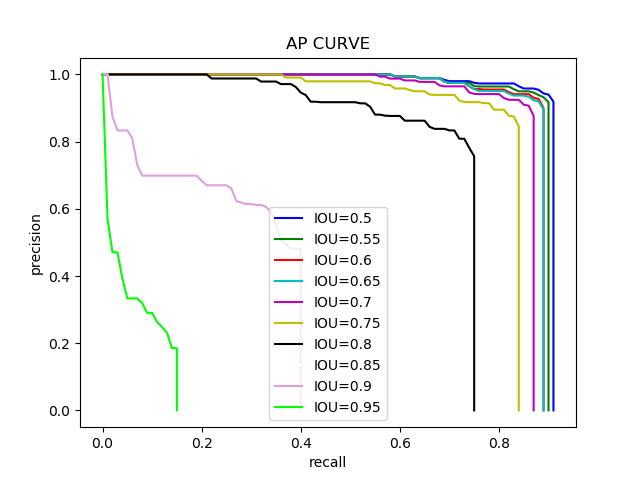 AP CURVE
1.0
0.8
0.6
0.4
0.2
0.0
precision
IOU=0.5
IOU=0.55
IOU=0.6
IOU=0.65
IOU=0.7
IOU=0.75
IOU=0.8
IOU=0.85
IOU=0.9
IOU=0.95
0.0 0.2 0.4 0.6 0.8
recall